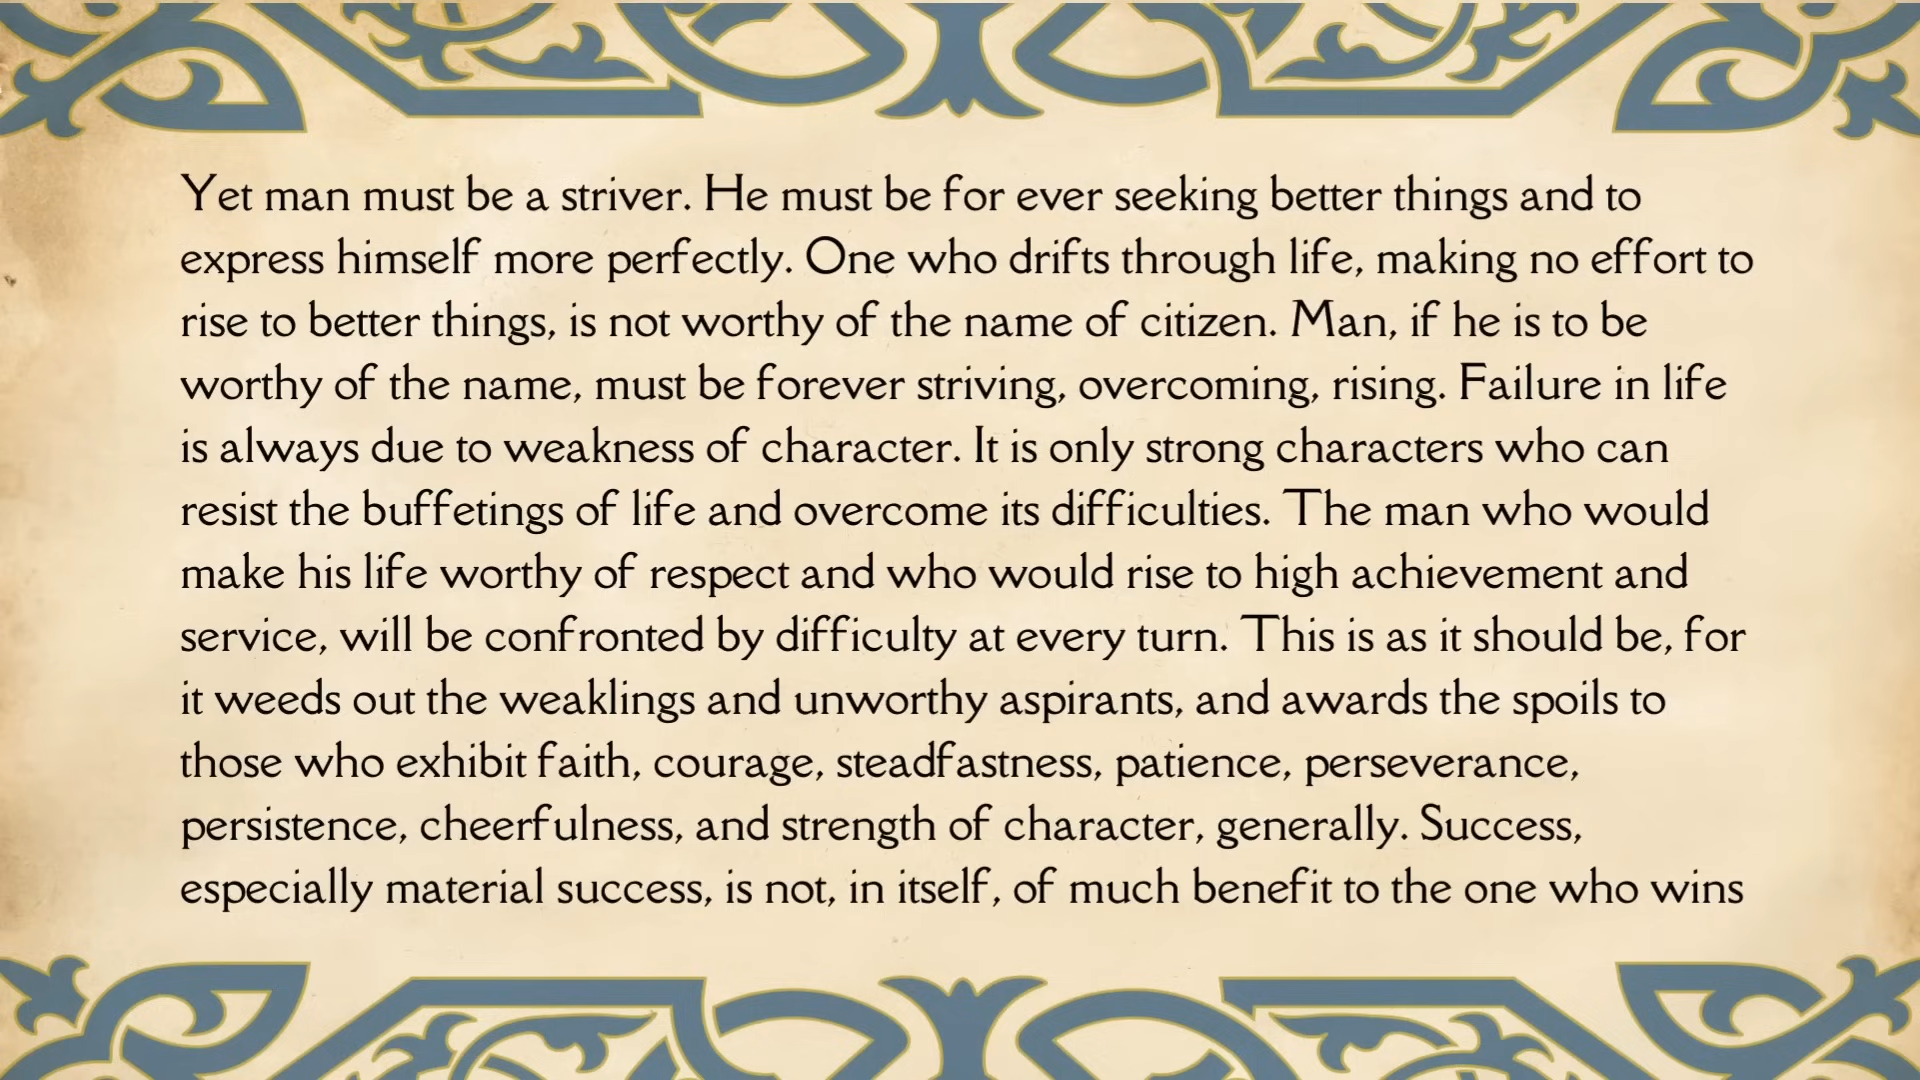 Yet man must be a striver. He must be for ever seeking better things and to
express himself more perfectly. One who drifts through life, making no effort to
rise to better things, is not worthy of the name of citizen. Man, if he is to be
worthy of the name, must be forever striving, overcoming, rising. Failure in life
is always due to weakness of character. It is only strong characters who can
resist the buffetings of life and overcome its difficulties. The man who would
make his life worthy of respect and who would rise to high achievement and
service, will be confronted by difficulty at every turn. This is as it should be, for
it weeds out the weaklings and unworthy aspirants, and awards the spoils to
those who exhibit faith, courage, steadfastness, patience, perseverance,
persistence, cheerfulness, and strength of character, generally. Success,
especially material success, is not, in itself, of much benefit to the one who wins